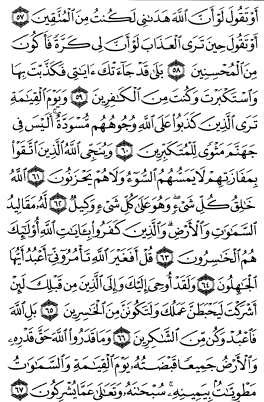 أَوْ تَقُولَ لَوْ أَنَّ ٱللَّهَ هَدَىٰنِى لَكُنتُ مِنَ ٱلْمُتَّقِينَ ٥٧
أَوْ تَقُولَ حِينَ تَرَى ٱلْعَذَابَ لَوْ أَنَّ لِى كَرَّةً فَأَكُونَ
مِنَ ٱلْمُحْسِنِينَ ٥٨ بَلَىٰ قَدْ جَآءَتْكَ ءَايَٰتِى فَكَذَّبْتَ بِهَا
وَٱسْتَكْبَرْتَ وَكُنتَ مِنَ ٱلْكَٰفِرِينَ ٥٩ وَيَوْمَ ٱلْقِيَٰمَةِ
تَرَى ٱلَّذِينَ كَذَبُوا۟ عَلَى ٱللَّهِ وُجُوهُهُم مُّسْوَدَّةٌ أَلَيْسَ فِى
جَهَنَّمَ مَثْوًى لِّلْمُتَكَبِّرِينَ ٦٠ وَيُنَجِّى ٱللَّهُ ٱلَّذِينَ ٱتَّقَوْا۟
بِمَفَازَتِهِمْ لَا يَمَسُّهُمُ ٱلسُّوٓءُ وَلَا هُمْ يَحْزَنُونَ ٦١ ٱللَّهُ
خَٰلِقُ كُلِّ شَىْءٍ وَهُوَ عَلَىٰ كُلِّ شَىْءٍ وَكِيلٌ ٦٢ لَّهُۥ مَقَالِيدُ
ٱلسَّمَٰوَٰتِ وَٱلْأَرْضِ وَٱلَّذِينَ كَفَرُوا۟ بِـَٔايَٰتِ ٱللَّهِ أُو۟لَٰٓئِكَ
هُمُ ٱلْخَٰسِرُونَ ٦٣ قُلْ أَفَغَيْرَ ٱللَّهِ تَأْمُرُوٓنِّىٓ أَعْبُدُ أَيُّهَا
ٱلْجَٰهِلُونَ ٦٤ وَلَقَدْ أُوحِىَ إِلَيْكَ وَإِلَى ٱلَّذِينَ مِن قَبْلِكَ لَئِنْ
أَشْرَكْتَ لَيَحْبَطَنَّ عَمَلُكَ وَلَتَكُونَنَّ مِنَ ٱلْخَٰسِرِينَ ٦٥ بَلِ ٱللَّهَ
فَٱعْبُدْ وَكُن مِّنَ ٱلشَّٰكِرِينَ ٦٦ وَمَا قَدَرُوا۟ ٱللَّهَ حَقَّ قَدْرِهِۦ
وَٱلْأَرْضُ جَمِيعًا قَبْضَتُهُۥ يَوْمَ ٱلْقِيَٰمَةِ وَٱلسَّمَٰوَٰتُ
مَطْوِيَّٰتٌۢ بِيَمِينِهِۦ سُبْحَٰنَهُۥ وَتَعَٰلَىٰ عَمَّا يُشْرِكُونَ ٦٧